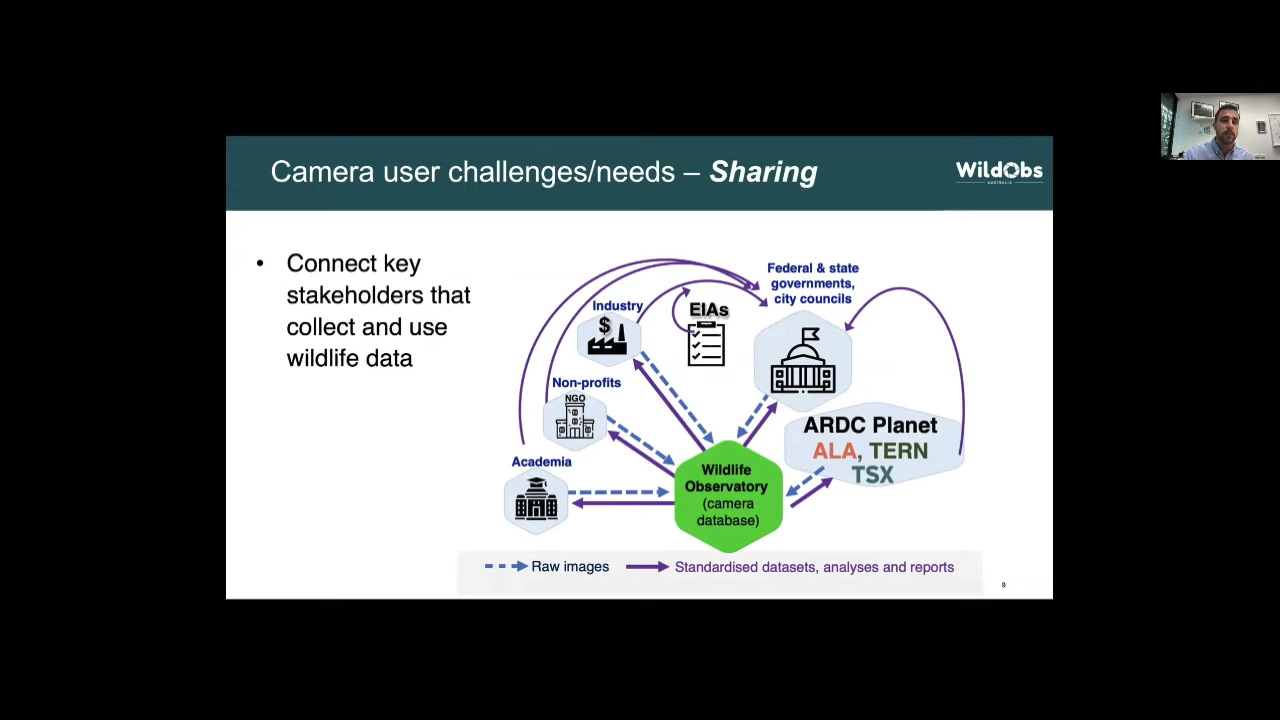 Camera user challenges/needs – Sharing
WildObs
AUSTRALIA
• Connect key
stakeholders that
collect and use
wildlife data
Federal & state
governments,
city councils
Industry
$
EIAs
Non-profits
NGO
ARDC Planet
ALA, TERN
TSX
Academia
Wildlife
Observatory
(camera
database)
Raw images
Standardised datasets, analyses and reports
9